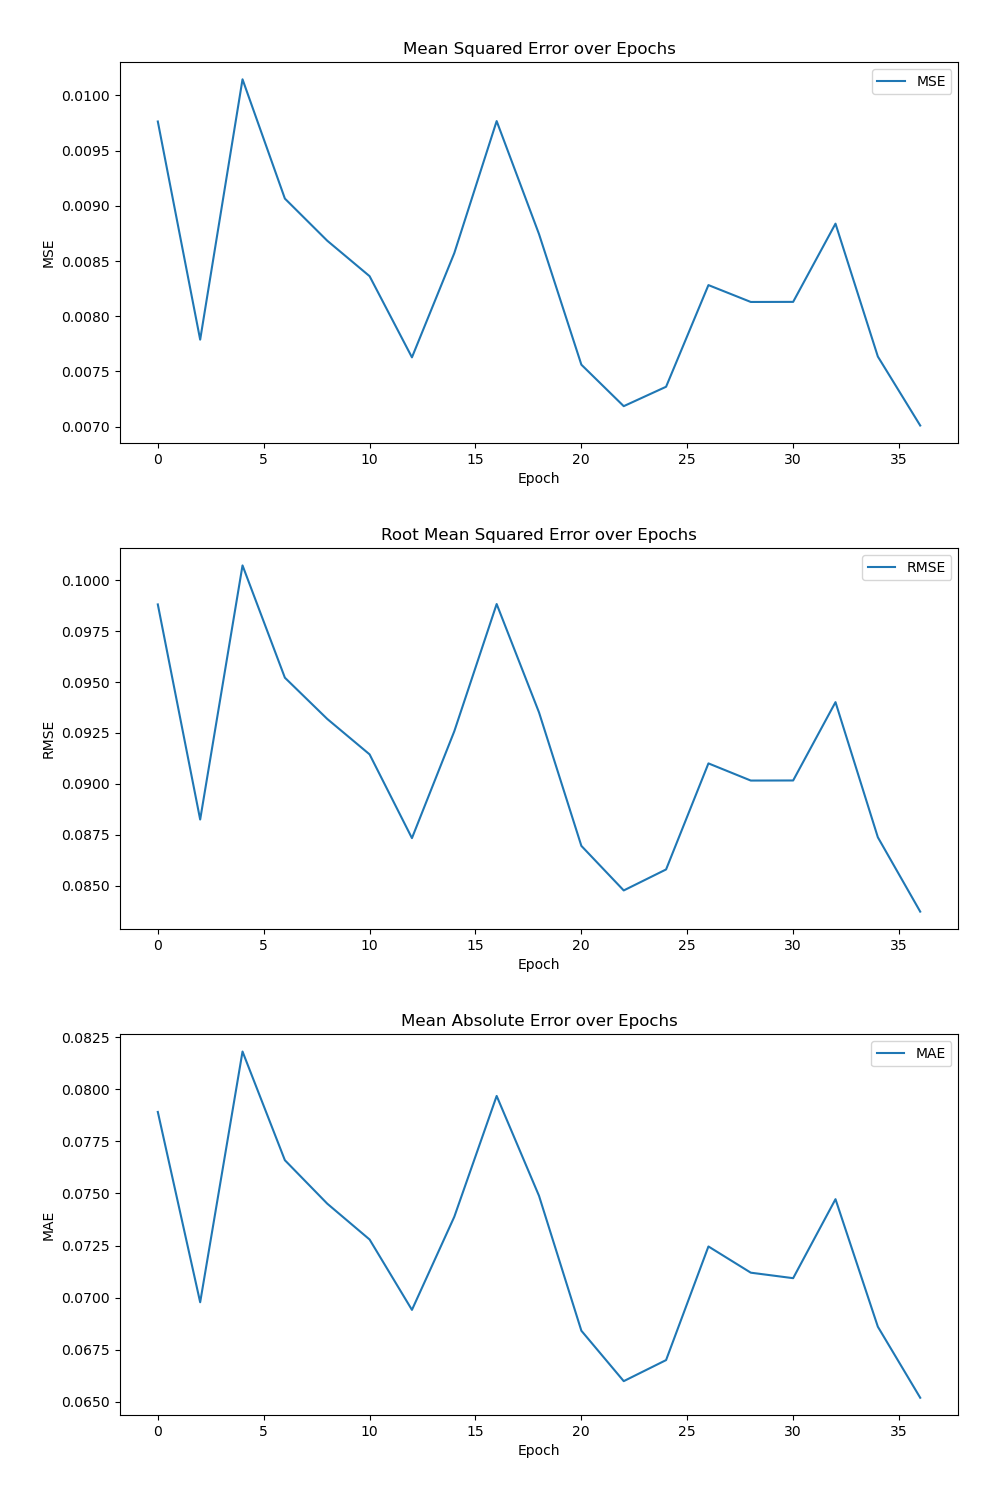 Mean Squared Error over Epochs
MSE
0.0100
0.0095
0.0090
0.0085
0.0080
0.0075
0.0070
MSE
0 5 10 15 20 25 30 35
Epoch
Root Mean Squared Error over Epochs
RMSE
0.1000
0.0975
0.0950
0.0925
0.0900
0.0875
0.0850
RMSE
0 5 10 15 20 25 30 35
Epoch
Mean Absolute Error over Epochs
MAE
0.0825
0.0800
0.0775
0.0750
0.0725
0.0700
0.0675
0.0650
MAE
0 5 10 15 20 25 30 35
Epoch